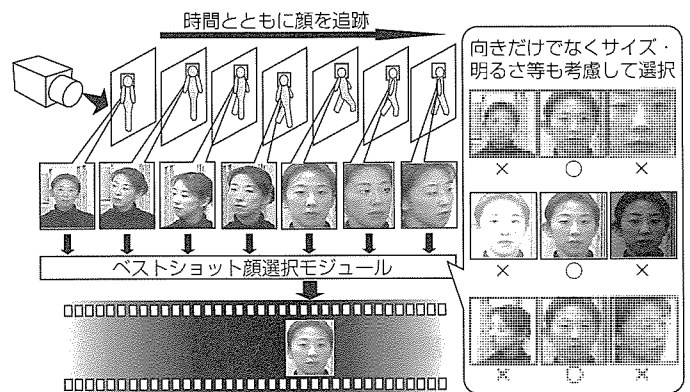 時間とともに顔を追跡
向きだけでなくサイズ・
明るさ等も考慮して選択
× ○ ×
× ○ ×
× ○ ×
ベストショット顔選択モジュール